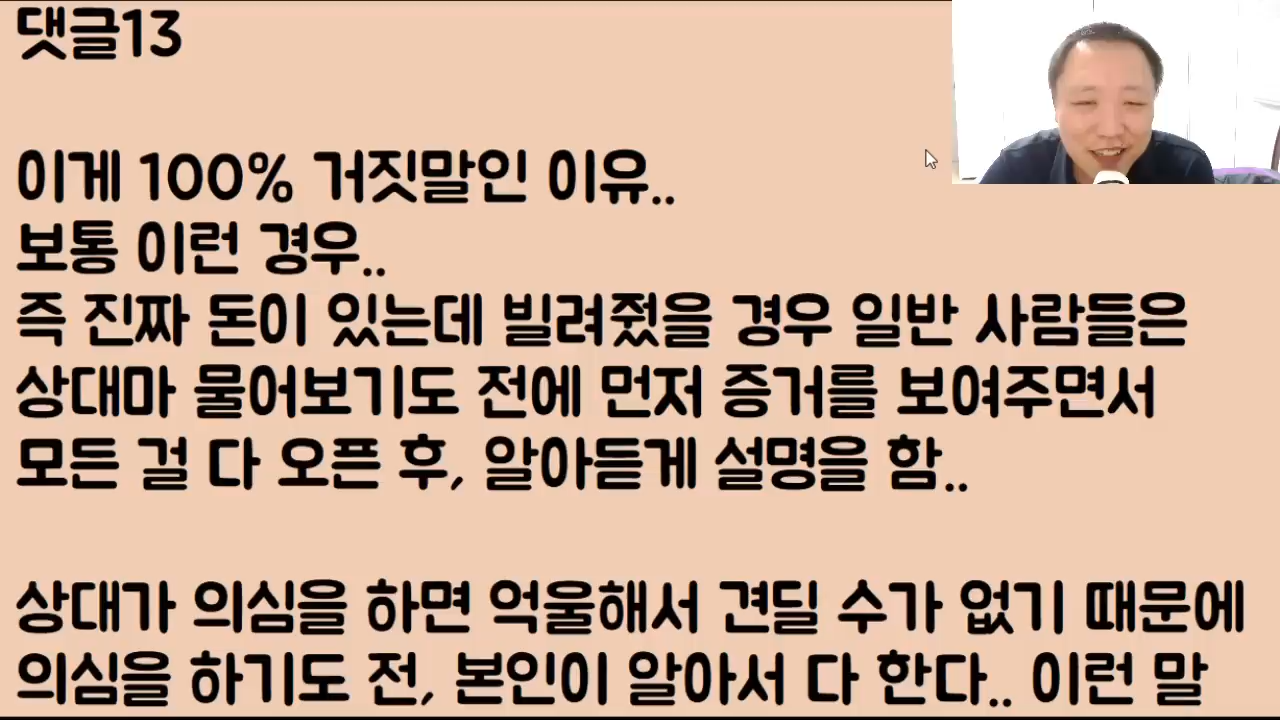 댓글13
이게 100% 거짓말인 이유..
보통 이런 경우..
즉 진짜 돈이 있는데 빌려줬을 경우 일반 사람들은
상대마 물어보기도 전에 먼저 증거를 보여주면서
모든 걸 다 오픈 후, 알아듣게 설명을 함..
상대가 의심을 하면 억울해서 견딜 수가 없기 때문에
의심을 하기도 전, 본인이 알아서 다 한다.. 이런 말